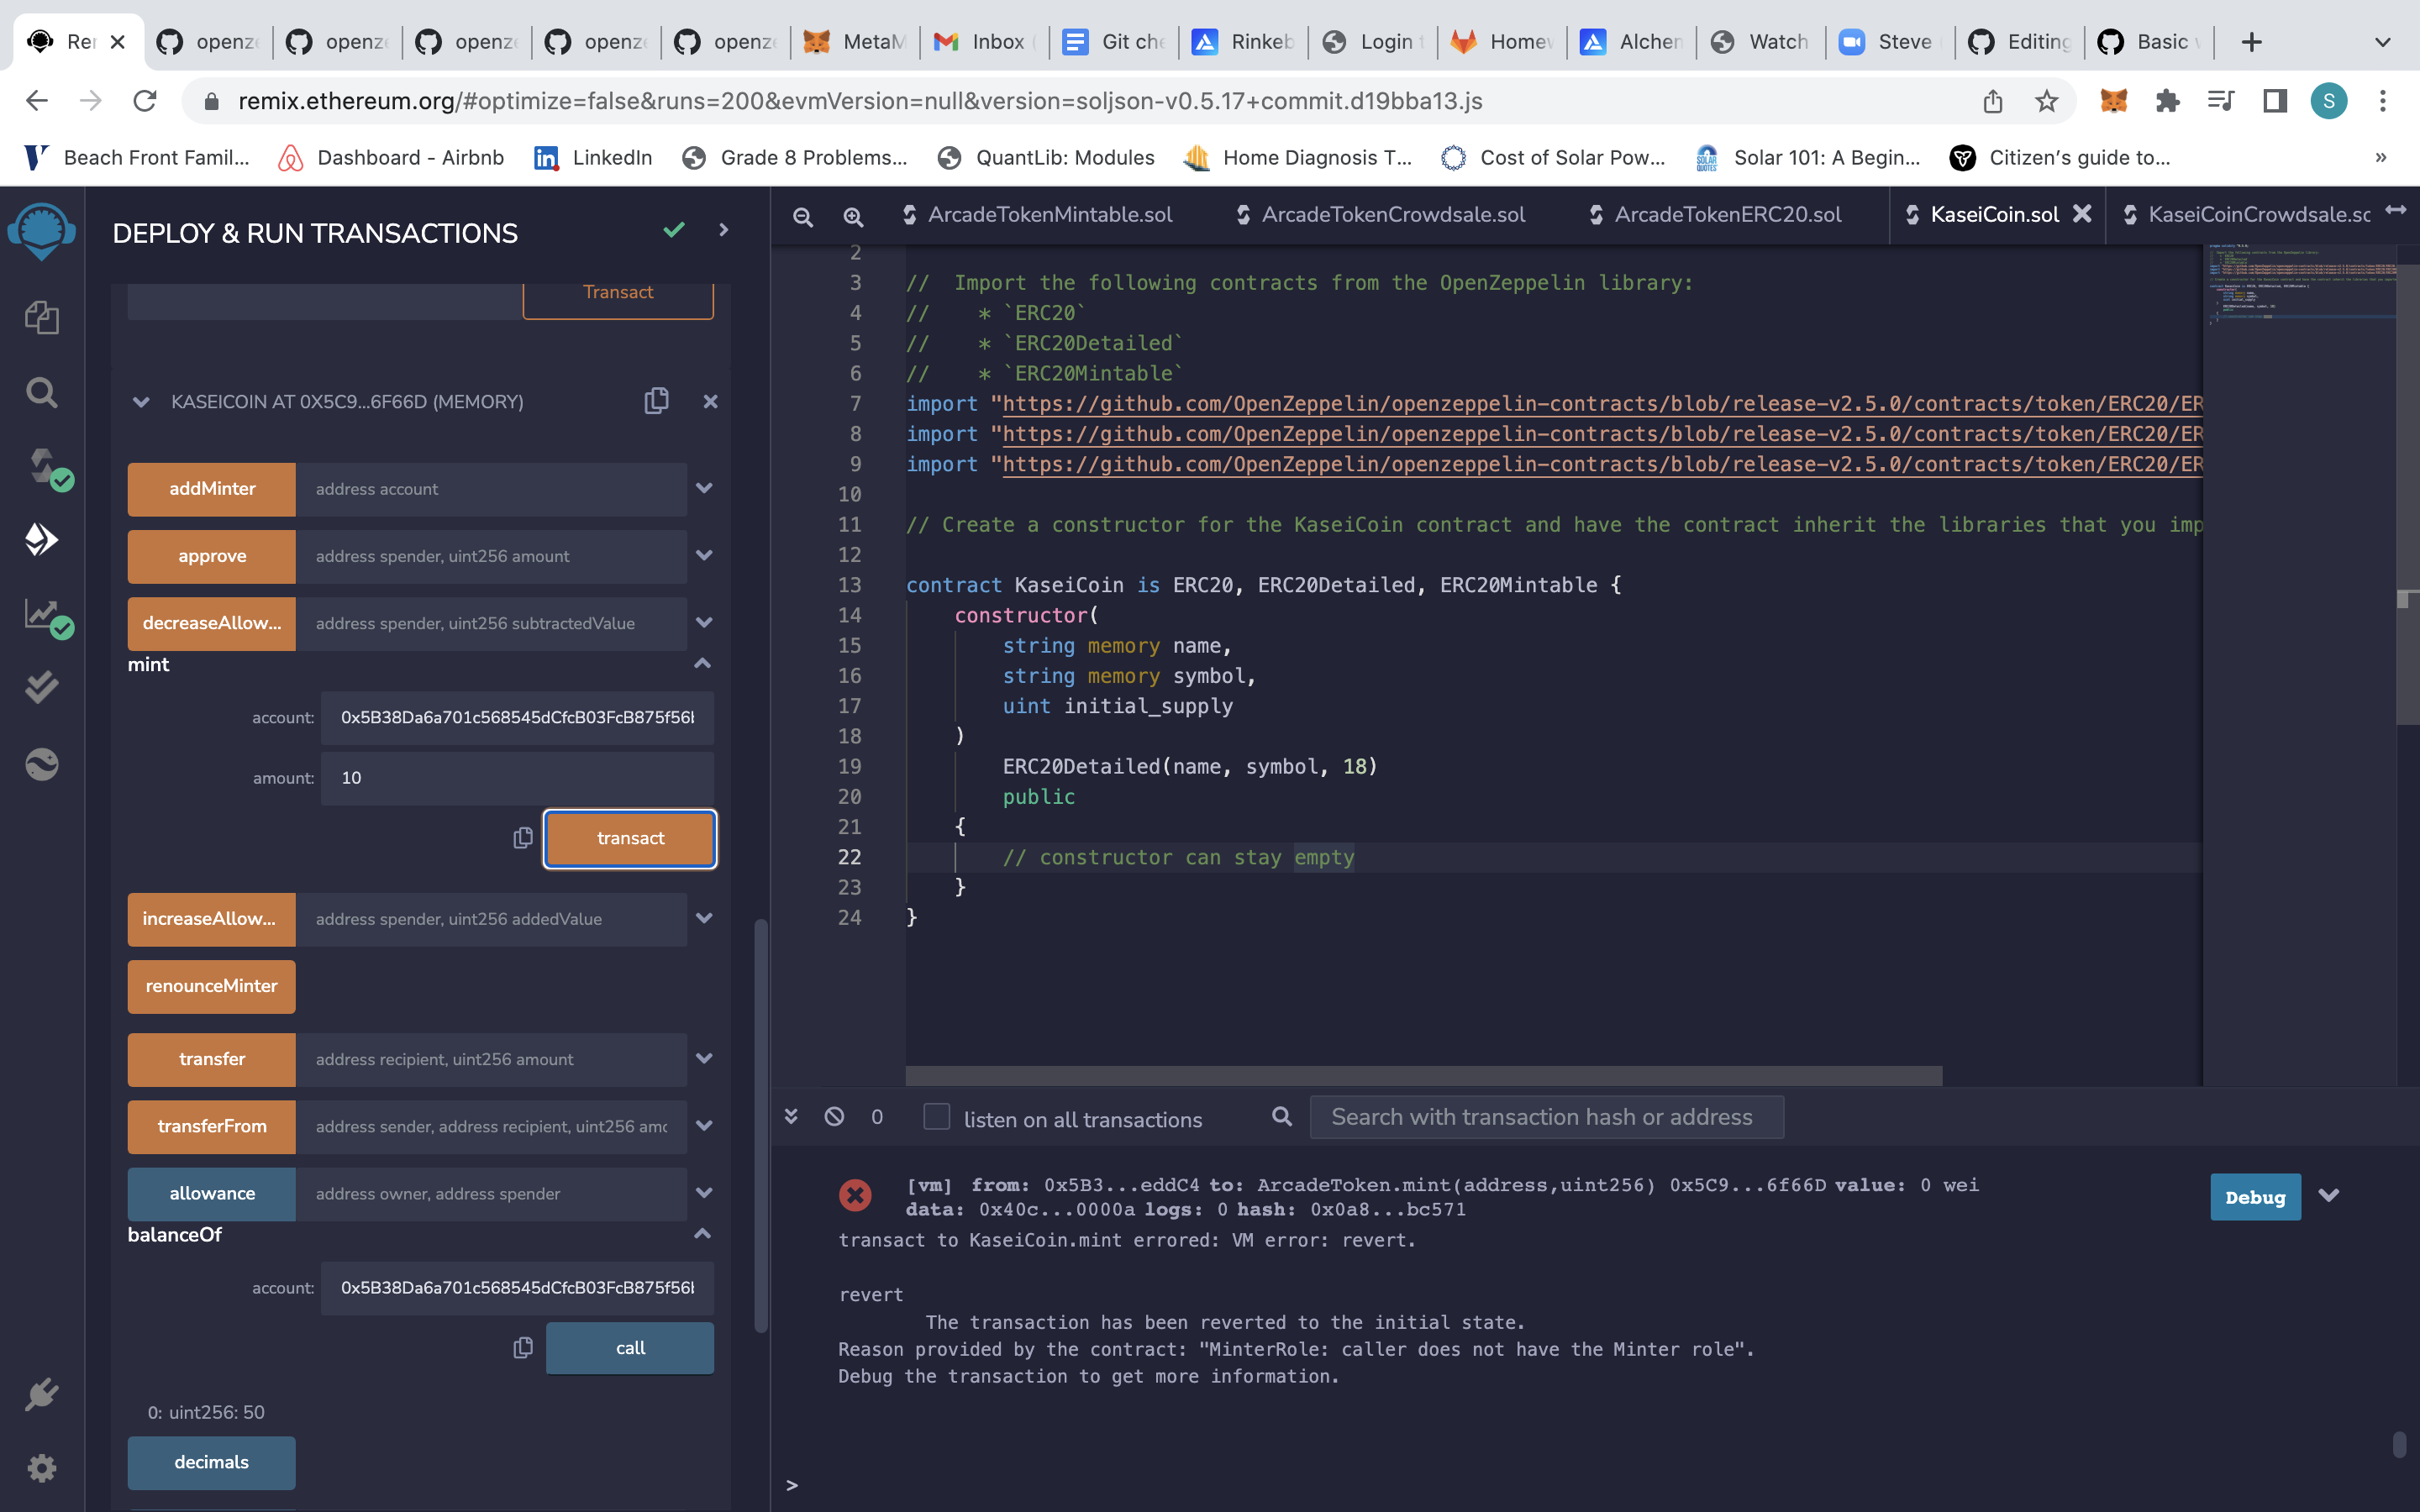 Rer
openze
openze
openze
openze
openze
MetaM
Inbox (
Git che
Rinkeb
Login t
Homew
Alchem
Watch
Steve
Editing
Basic v
remix.ethereum.org/#optimize=false&runs=200&evmVersion=null&version=soljson-v0.5.17+commit.d19bba13.js
S
Beach Front Famil...
Dashboard - Airbnb
LinkedIn
Grade 8 Problems...
QuantLib: Modules
Home Diagnosis T...
Cost of Solar Pow...
Solar 101: A Begin...
Citizen's guide to...
»
DEPLOY & RUN TRANSACTIONS
Transact
KASEICOIN AT 0X5C9...6F66D (MEMORY)
addMinter address account
approve address spender, uint256 amount
decreaseAllow... address spender, uint256 subtractedValue
mint
account: 0x5B38Da6a701c568545dCfcB03FcB875f56b
amount: 10
transact
increaseAllow... address spender, uint256 addedValue
renounceMinter
transfer address recipient, uint256 amount
transferFrom address sender, address recipient, uint256 amo
allowance address owner, address spender
balanceOf
account: 0x5B38Da6a701c568545dCfcB03FcB875f56b
call
0: uint256: 50
decimals
ArcadeTokenMintable.sol
ArcadeTokenCrowdsale.sol
ArcadeTokenERC20.sol
KaseiCoin.sol
KaseiCoinCrowdsale.sc
2
3 //  Import the following contracts from the OpenZeppelin library:
4 //    * `ERC20`
5 //    * `ERC20Detailed`
6 //    * `ERC20Mintable`
7 import "https://github.com/OpenZeppelin/openzeppelin-contracts/blob/release-v2.5.0/contracts/token/ERC20/ER
8 import "https://github.com/OpenZeppelin/openzeppelin-contracts/blob/release-v2.5.0/contracts/token/ERC20/ER
9 import "https://github.com/OpenZeppelin/openzeppelin-contracts/blob/release-v2.5.0/contracts/token/ERC20/ER
10
11 // Create a constructor for the KaseiCoin contract and have the contract inherit the libraries that you imp
12
13 contract KaseiCoin is ERC20, ERC20Detailed, ERC20Mintable {
14 constructor(
15 string memory name,
16 string memory symbol,
17 uint initial_supply
18 )
19 ERC20Detailed(name, symbol, 18)
20 public
21 {
22 // constructor can stay empty
23 }
24 }
0 listen on all transactions Search with transaction hash or address
[vm] from: 0x5B3...eddC4 to: ArcadeToken.mint(address,uint256) 0x5C9...6f66D value: 0 wei
data: 0x40c...0000a logs: 0 hash: 0x0a8...bc571
Debug
transact to KaseiCoin.mint errored: VM error: revert.
revert
The transaction has been reverted to the initial state.
Reason provided by the contract: "MinterRole: caller does not have the Minter role".
Debug the transaction to get more information.
>